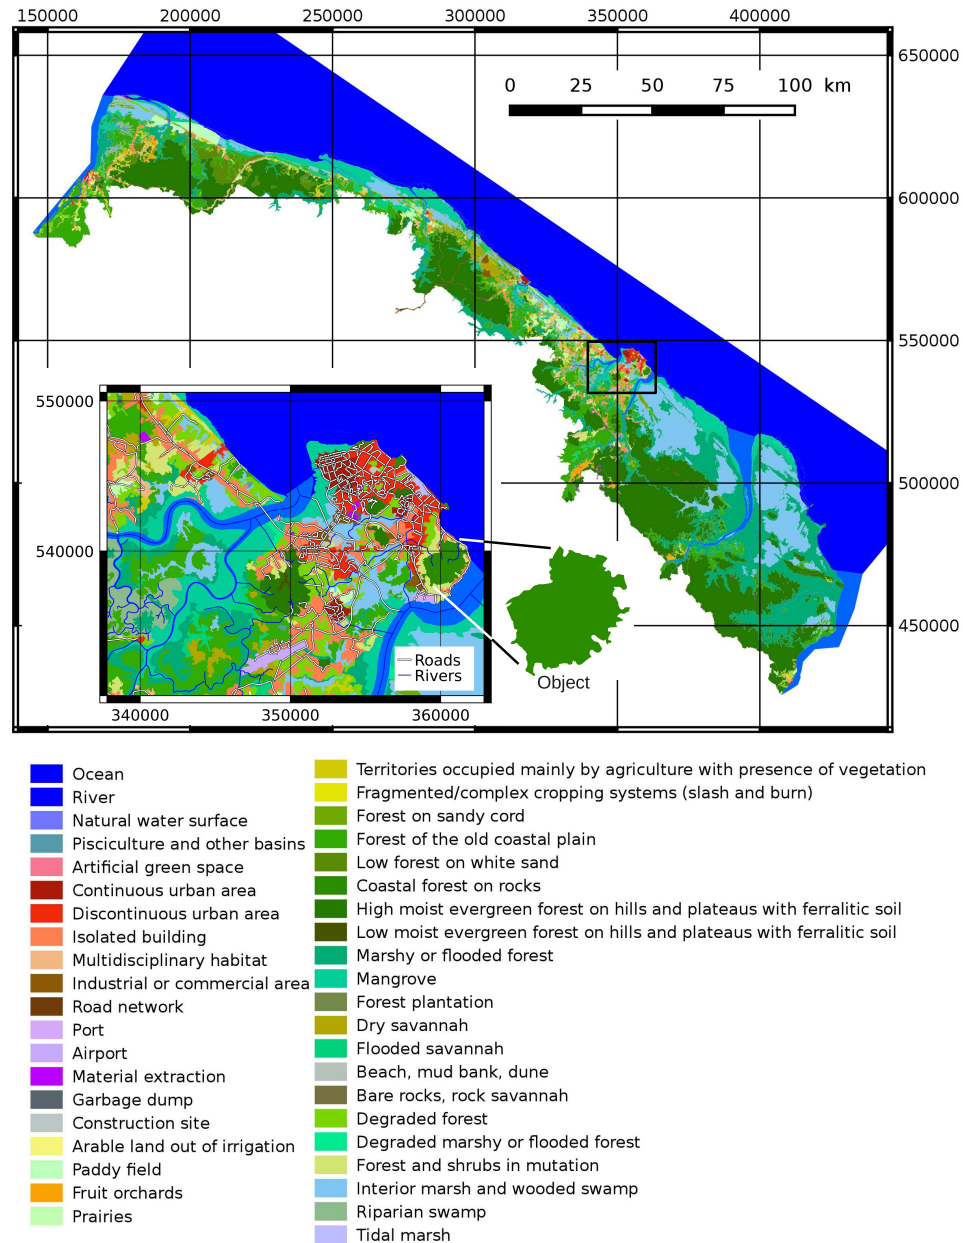 150000 200000 250000 300000 350000 400000
650000
0 25 50 75 100 km
600000
550000
550000
500000
540000
450000
Roads
Rivers
Object
340000 350000 360000
Ocean
River
Natural water surface
Pisciculture and other basins
Artificial green space
Continuous urban area
Discontinuous urban area
Isolated building
Multidisciplinary habitat
Industrial or commercial area
Road network
Port
Airport
Material extraction
Garbage dump
Construction site
Arable land out of irrigation
Paddy field
Fruit orchards
Prairies
Territories occupied mainly by agriculture with presence of vegetation
Fragmented/complex cropping systems (slash and burn)
Forest on sandy cord
Forest of the old coastal plain
Low forest on white sand
Coastal forest on rocks
High moist evergreen forest on hills and plateaus with ferralitic soil
Low moist evergreen forest on hills and plateaus with ferralitic soil
Marshy or flooded forest
Mangrove
Forest plantation
Dry savannah
Flooded savannah
Beach, mud bank, dune
Bare rocks, rock savannah
Degraded forest
Degraded marshy or flooded forest
Forest and shrubs in mutation
Interior marsh and wooded swamp
Riparian swamp
Tidal marsh